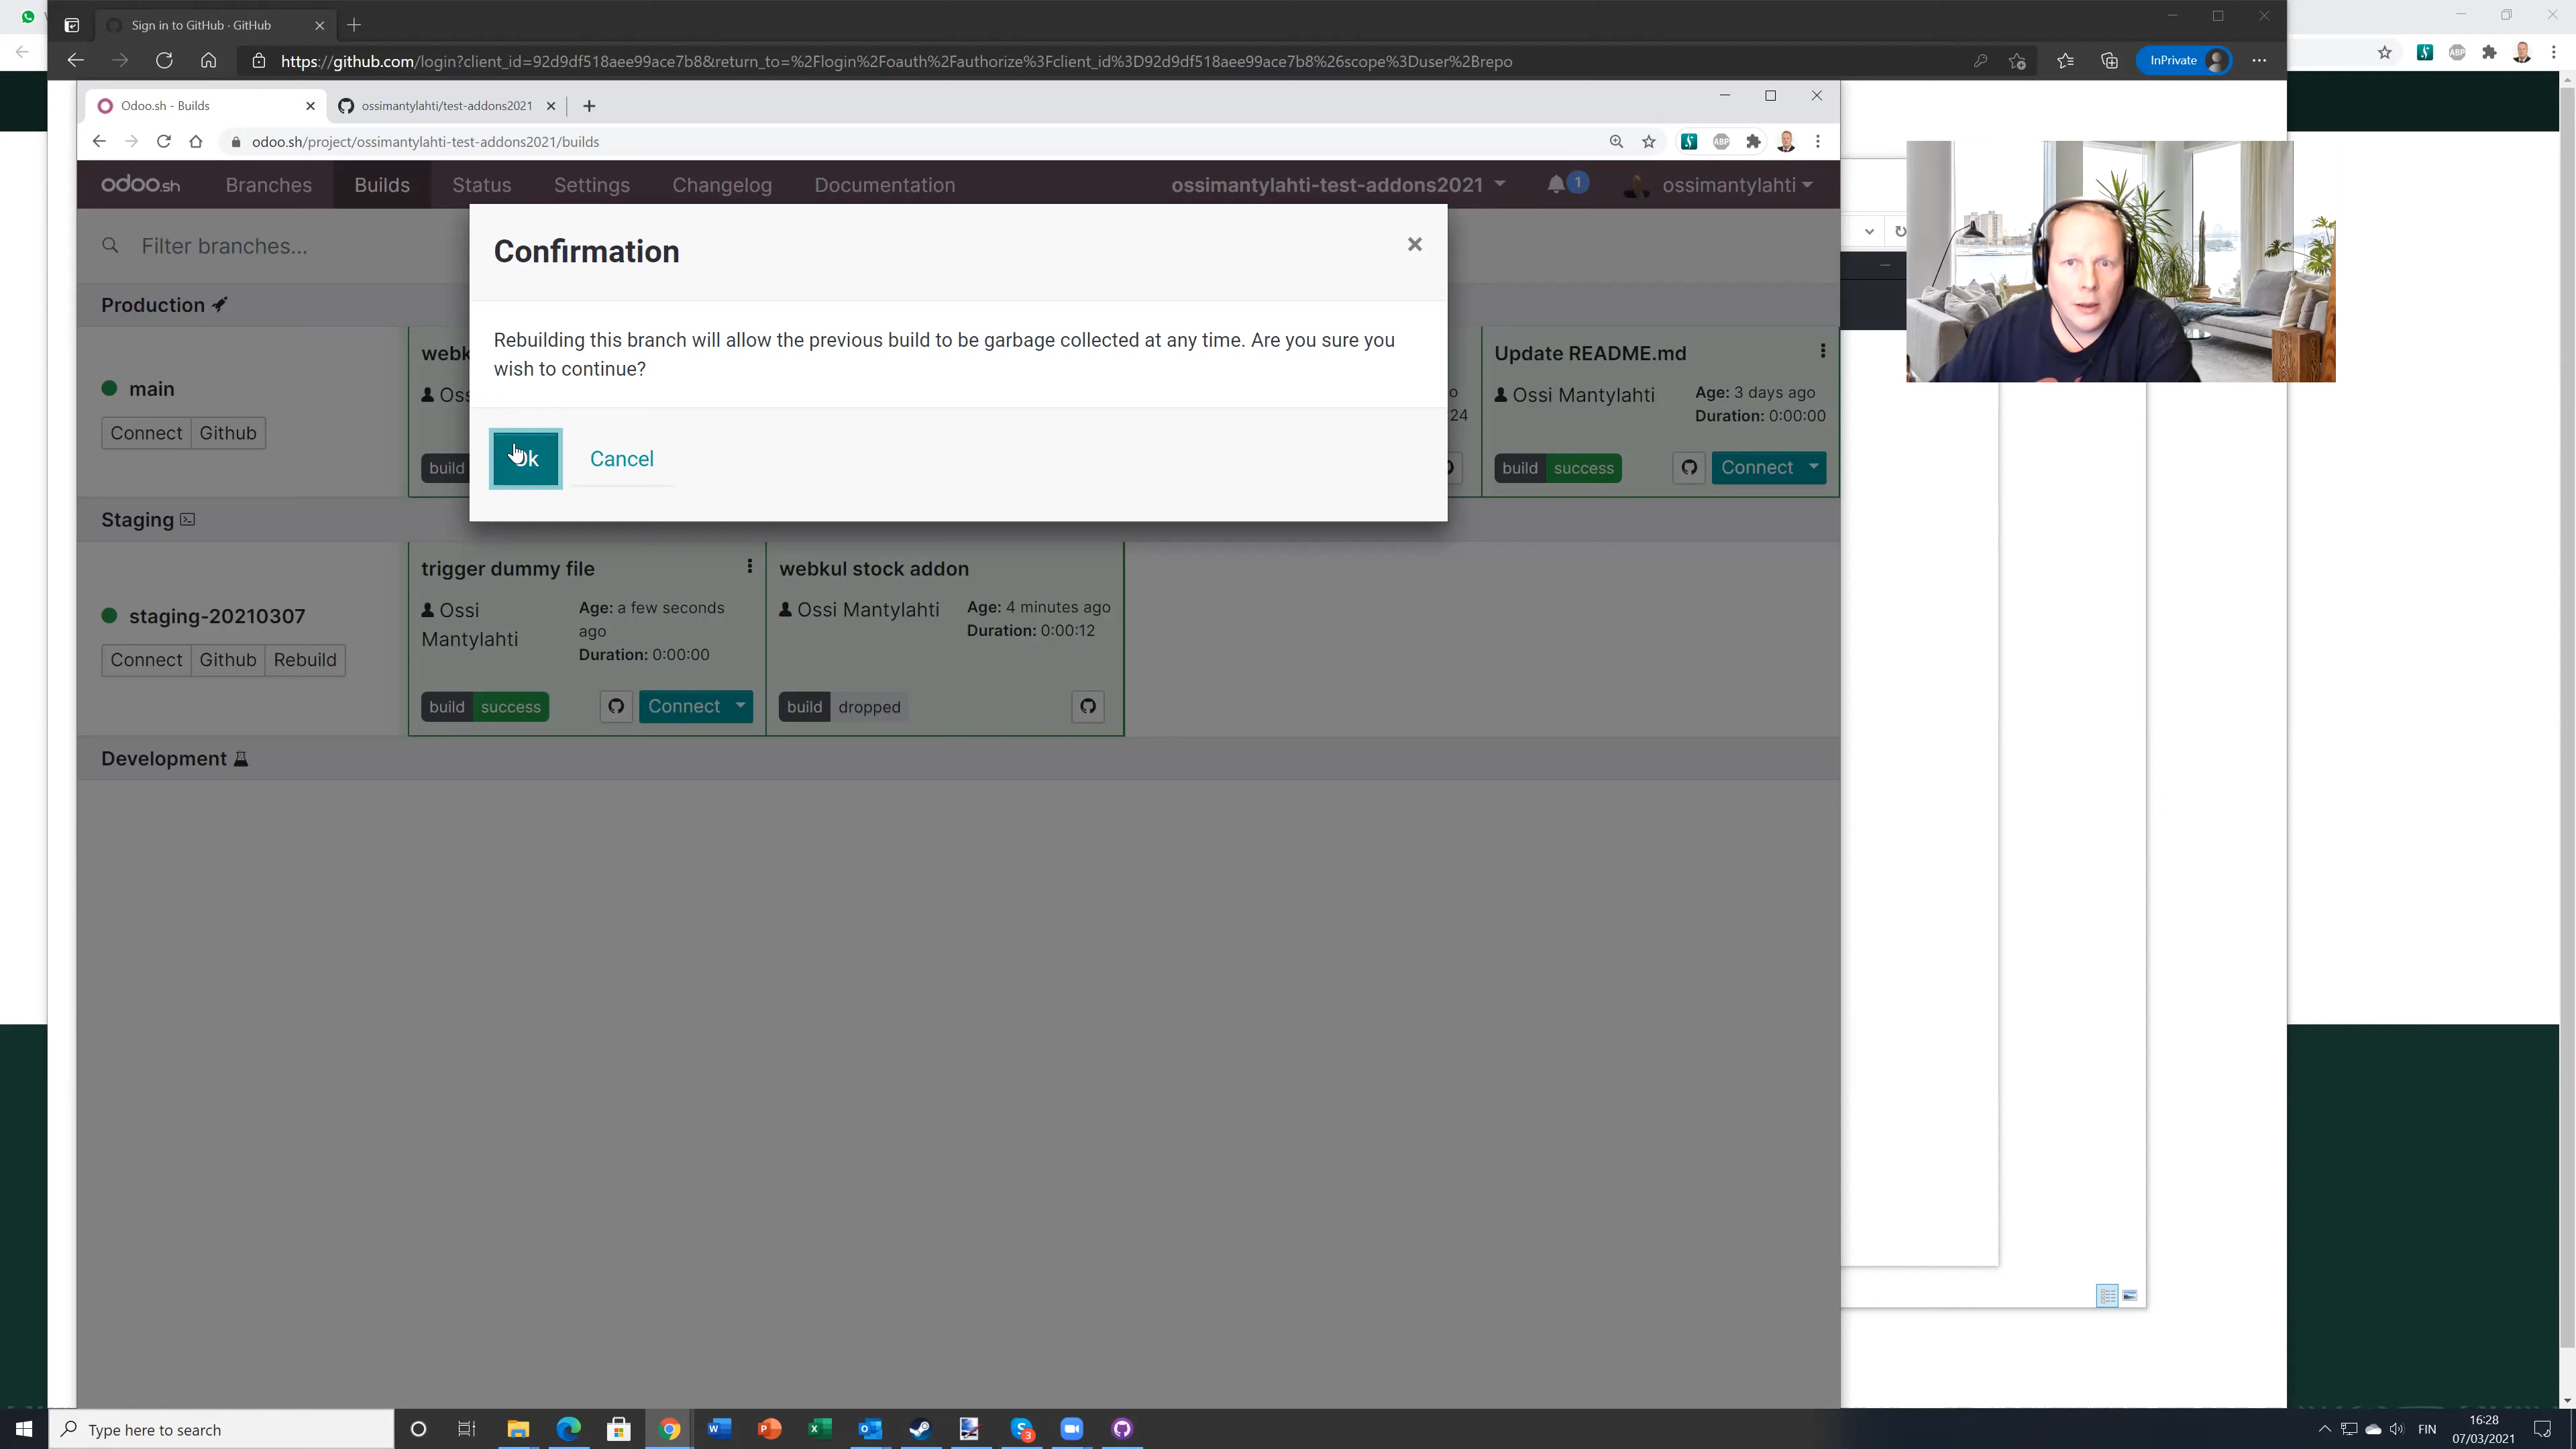 Sign in to GitHub · GitHub
https://github.com/login?client_id=92d9df518aee99ace7b8&return_to=%2Flogin%2Foauth%2Fauthorize%3Fclient_id%3D92d9df518aee99ace7b8%26scope%3Duser%2Brepo
InPrivate
ABP
Odoo.sh - Builds
ossimantylahti/test-addons2021
odoo.sh/project/ossimantylahti-test-addons2021/builds
ABP
odoo.sh Branches Builds Status Settings Changelog Documentation ossimantylahti-test-addons2021 1 ossimantylahti
Filter branches...
Confirmation
Rebuilding this branch will allow the previous build to be garbage collected at any time. Are you sure you
wish to continue?
Ok Cancel
Production
main
Connect Github
build
24
Update README.md
Ossi Mantylahti
Age: 3 days ago
Duration: 0:00:00
build success
Connect
Staging
staging-20210307
Connect Github Rebuild
trigger dummy file
Ossi
Mantylahti
Age: a few seconds
ago
Duration: 0:00:00
build success
Connect
webkul stock addon
Ossi Mantylahti
Age: 4 minutes ago
Duration: 0:00:12
build dropped
Development
Type here to search
3
FIN
16:28
07/03/2021